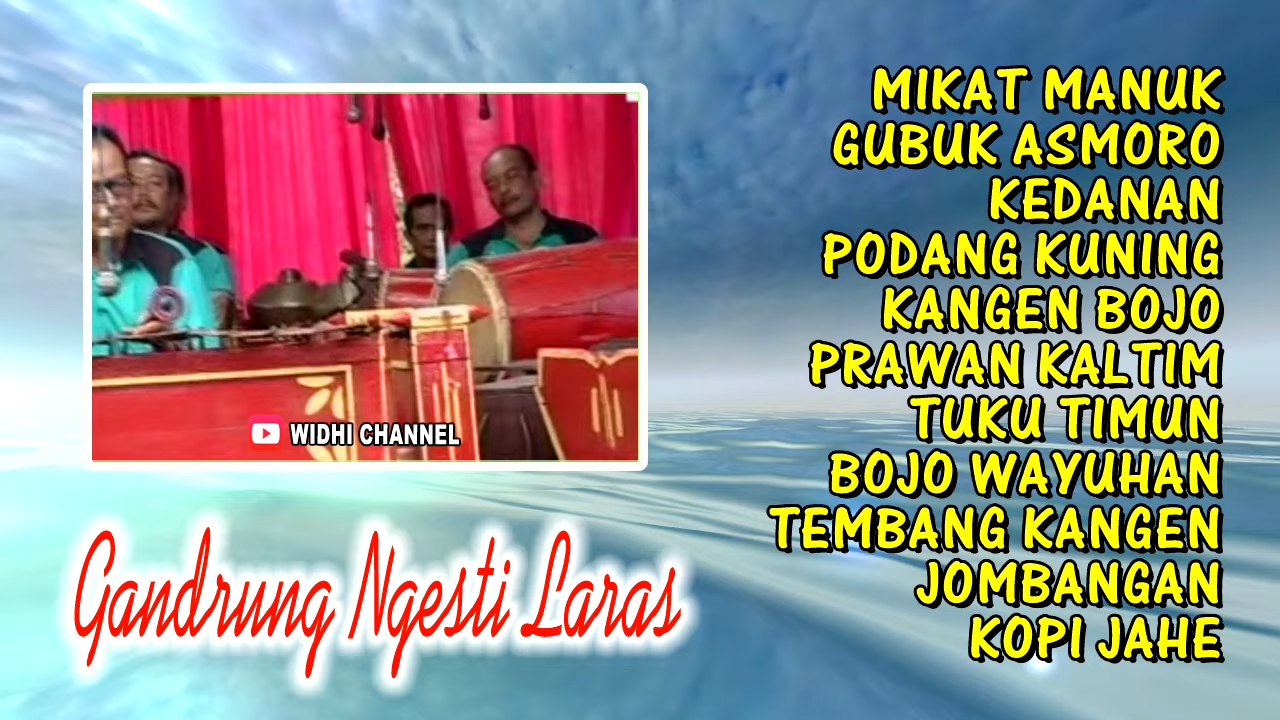 WIDHI CHANNEL
Gandrung Ngesti Laras
MIKAT MANUK
GUBUK ASMORO
KEDANAN
PODANG KUNING
KANGEN BOJO
PRAWAN KALTIM
TUKU TIMUN
BOJO WAYUHAN
TEMBANG KANGEN
JOMBANGAN
KOPI JAHE